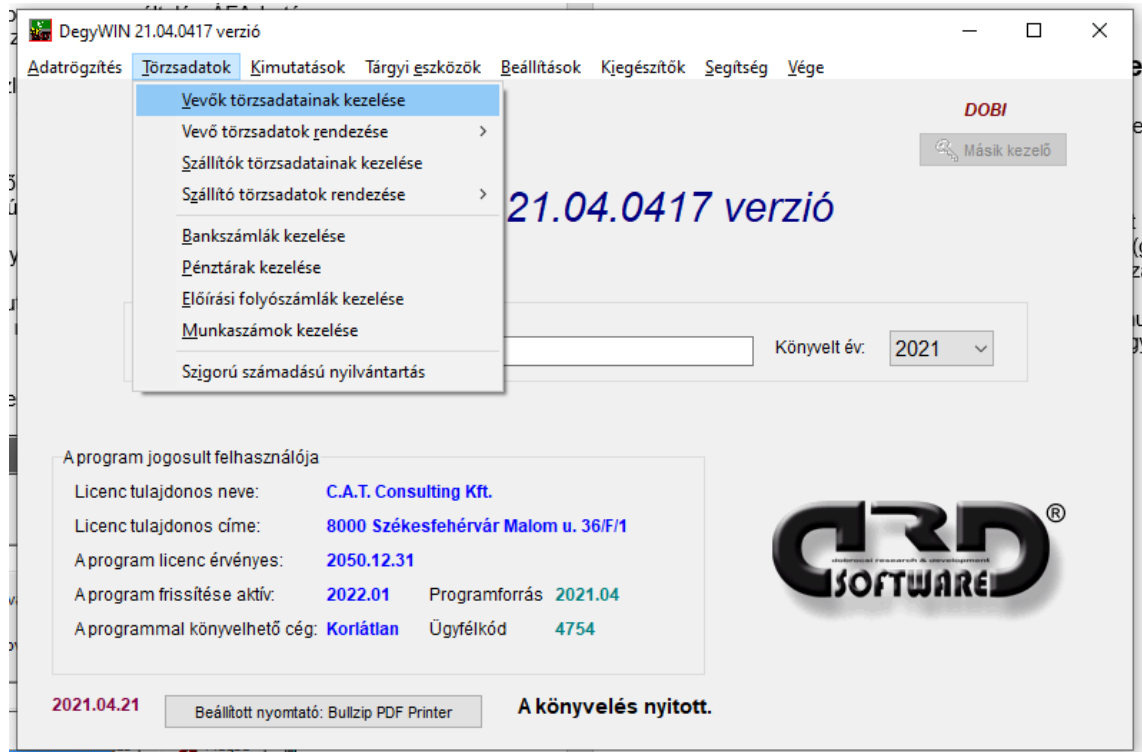 DegyWIN 21.04.0417 verzió
Adatrögzítés Törzsadatok Kimutatások Tárgyi eszközök Beállítások Kiegészítők Segítség Vége
Vevők törzsadatainak kezelése
Vevő törzsadatok rendezése
Szállítók törzsadatainak kezelése
Szállító törzsadatok rendezése
Bankszámlák kezelése
Pénztárak kezelése
Előírási folyószámlák kezelése
Munkaszámok kezelése
Szigorú számadású nyilvántartás
DOBI
Másik kezelő
21.04.0417 verzió
Könyvelt év: 2021
A program jogosult felhasználója
Licenc tulajdonos neve: C.A.T. Consulting Kft.
Licenc tulajdonos címe: 8000 Székesfehérvár Malom u. 36/F/1
A program licenc érvényes: 2050.12.31
A program frissítése aktív: 2022.01 Programforrás 2021.04
A programmal könyvelhető cég: Korlátlan Ügyfélkód 4754
DRD ®
dobrocsi research & development
SOFTWARE
2021.04.21 Beállított nyomtató: Bullzip PDF Printer A könyvelés nyitott.